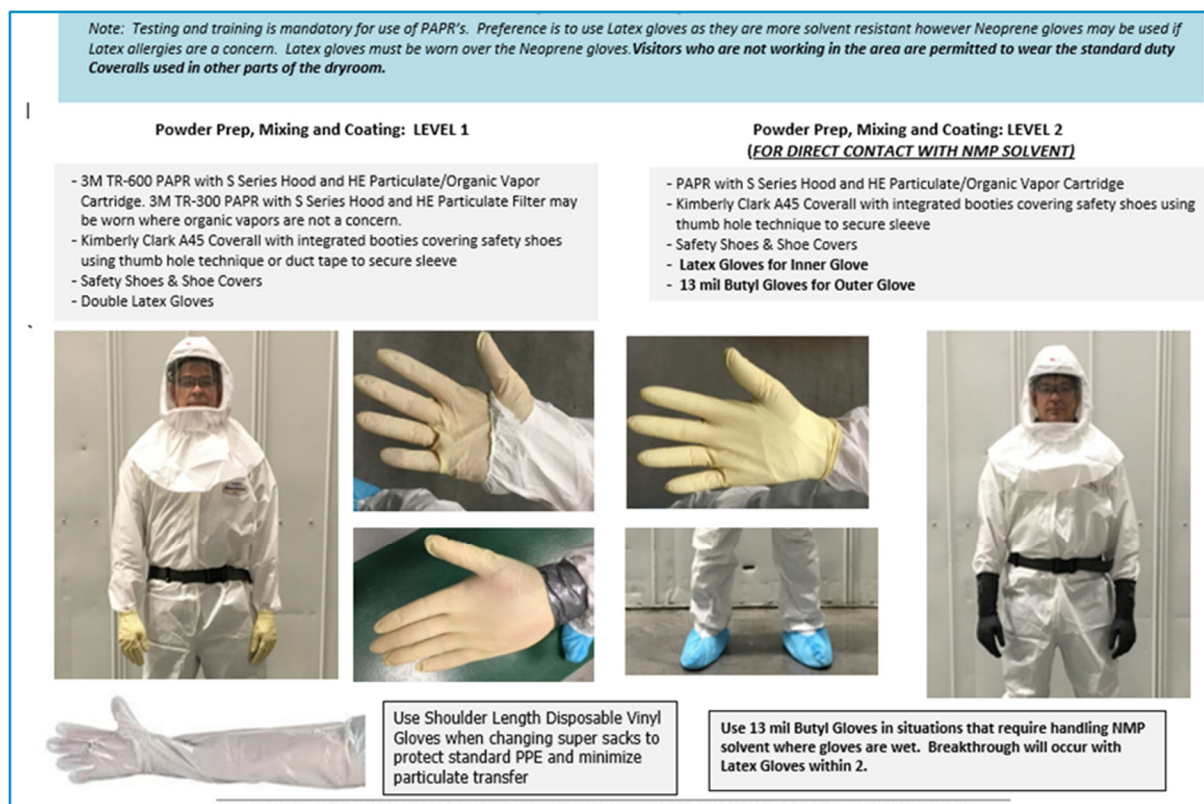 Note:  Testing and training is mandatory for use of PAPR's.  Preference is to use Latex gloves as they are more solvent resistant however Neoprene gloves may be used if
Latex allergies are a concern.  Latex gloves must be worn over the Neoprene gloves.Visitors who are not working in the area are permitted to wear the standard duty
Coveralls used in other parts of the dryroom.
Powder Prep, Mixing and Coating:  LEVEL 1
- 3M TR-600 PAPR with S Series Hood and HE Particulate/Organic Vapor
Cartridge. 3M TR-300 PAPR with S Series Hood and HE Particulate Filter may
be worn where organic vapors are not a concern.
- Kimberly Clark A45 Coverall with integrated booties covering safety shoes
using thumb hole technique or duct tape to secure sleeve
- Safety Shoes & Shoe Covers
- Double Latex Gloves
Powder Prep, Mixing and Coating: LEVEL 2
(FOR DIRECT CONTACT WITH NMP SOLVENT)
- PAPR with S Series Hood and HE Particulate/Organic Vapor Cartridge
- Kimberly Clark A45 Coverall with integrated booties covering safety shoes using
thumb hole technique to secure sleeve
- Safety Shoes & Shoe Covers
- Latex Gloves for Inner Glove
- 13 mil Butyl Gloves for Outer Glove
Use Shoulder Length Disposable Vinyl
Gloves when changing super sacks to
protect standard PPE and minimize
particulate transfer
Use 13 mil Butyl Gloves in situations that require handling NMP
solvent where gloves are wet.  Breakthrough will occur with
Latex Gloves within 2.